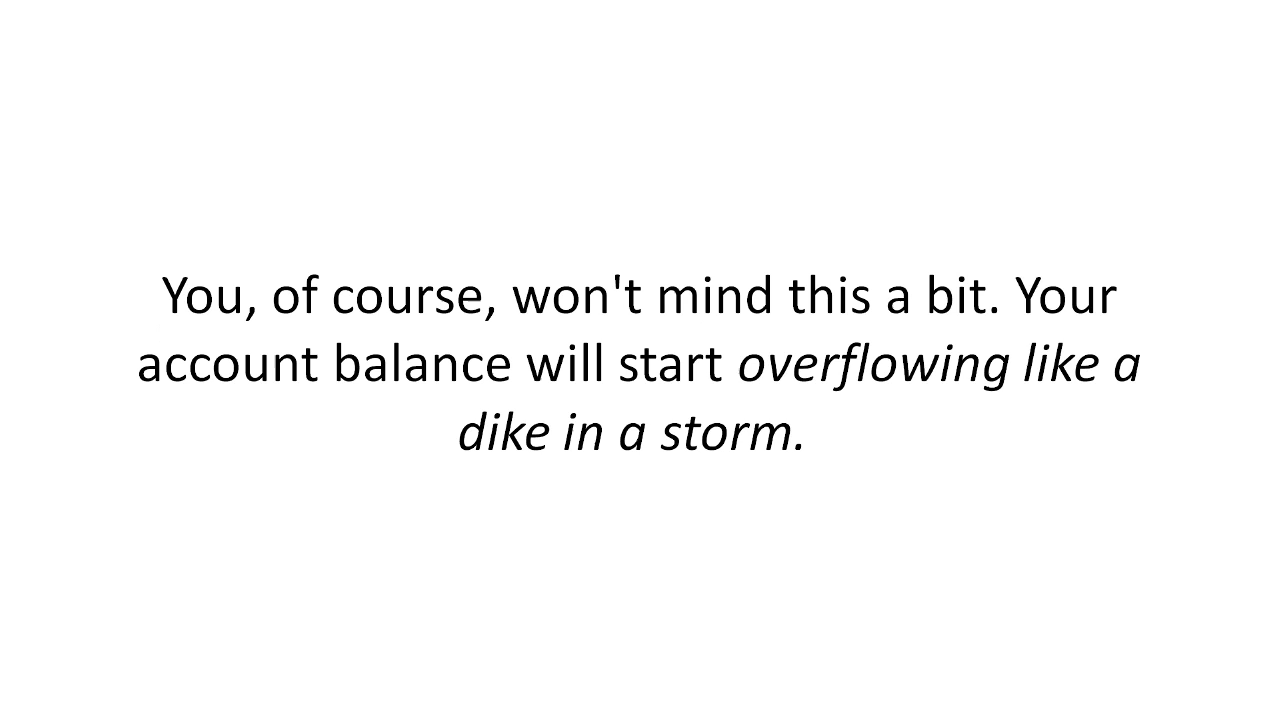 You, of course, won't mind this a bit. Your
account balance will start overflowing like a
dike in a storm.